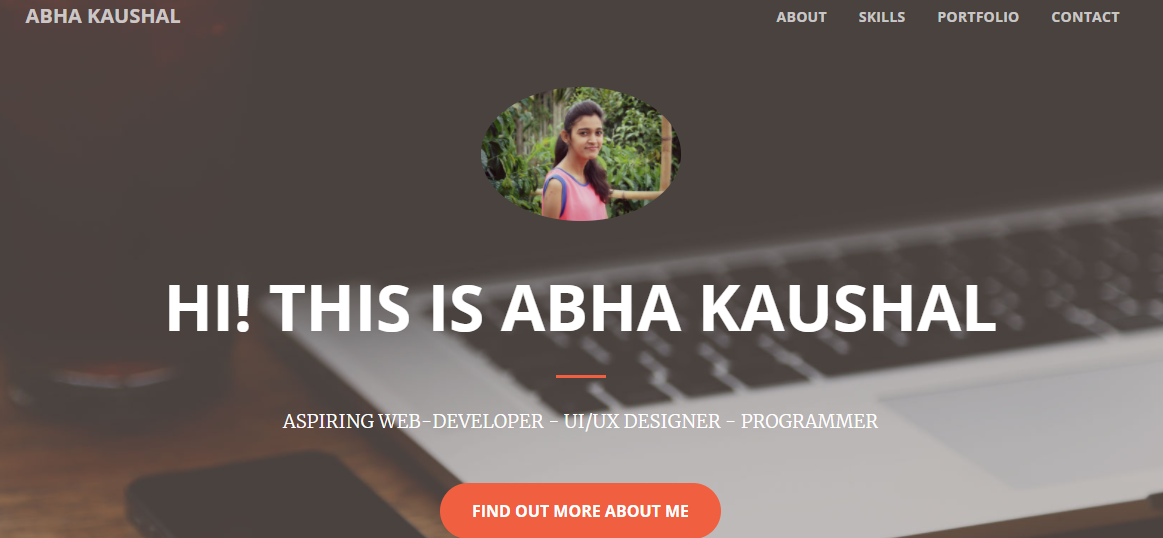 ABHA KAUSHAL
ABOUT SKILLS PORTFOLIO CONTACT
HI! THIS IS ABHA KAUSHAL
ASPIRING WEB-DEVELOPER - UI/UX DESIGNER - PROGRAMMER
FIND OUT MORE ABOUT ME